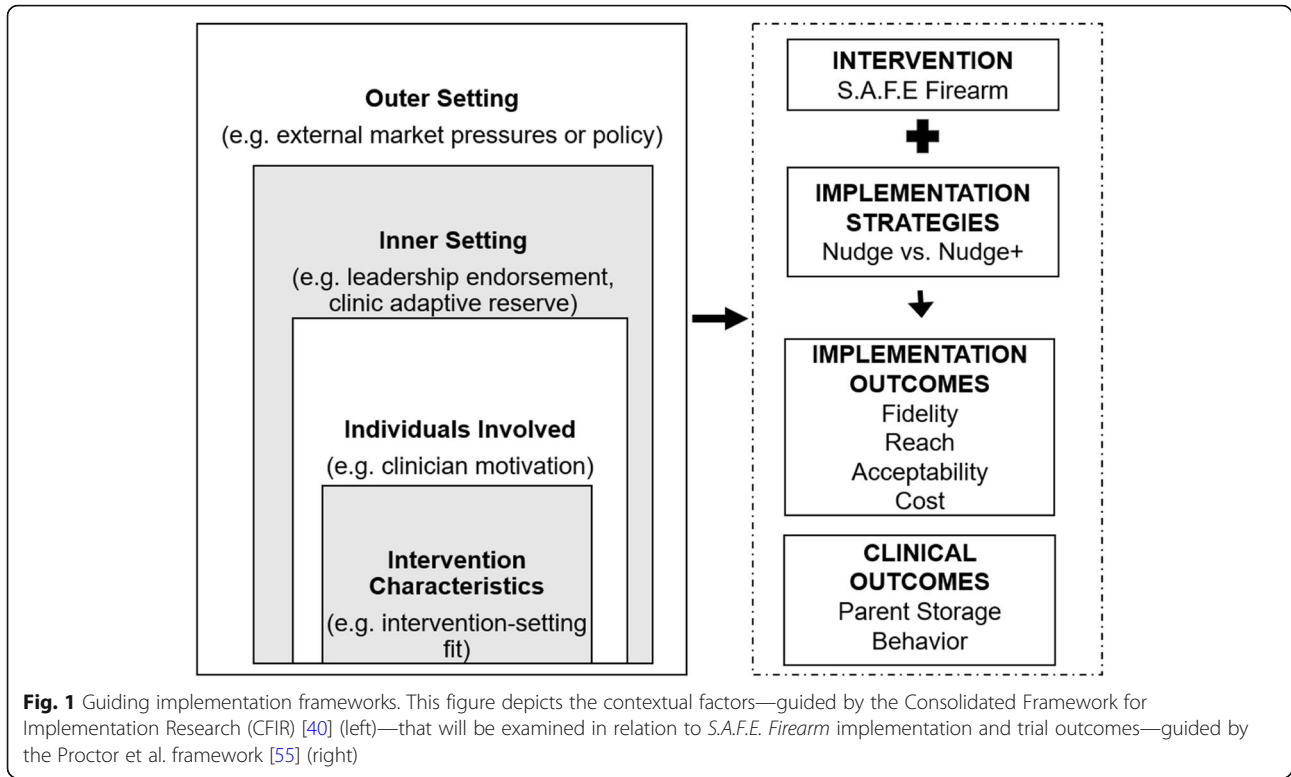 Outer Setting
(e.g. external market pressures or policy)
Inner Setting
(e.g. leadership endorsement,
clinic adaptive reserve)
Individuals Involved
(e.g. clinician motivation)
Intervention
Characteristics
(e.g. intervention-setting
fit)
INTERVENTION
S.A.F.E Firearm
IMPLEMENTATION
STRATEGIES
Nudge vs. Nudge+
IMPLEMENTATION
OUTCOMES
Fidelity
Reach
Acceptability
Cost
CLINICAL
OUTCOMES
Parent Storage
Behavior
Fig. 1 Guiding implementation frameworks. This figure depicts the contextual factors—guided by the Consolidated Framework for
Implementation Research (CFIR) [40] (left)—that will be examined in relation to S.A.F.E. Firearm implementation and trial outcomes—guided by
the Proctor et al. framework [55] (right)